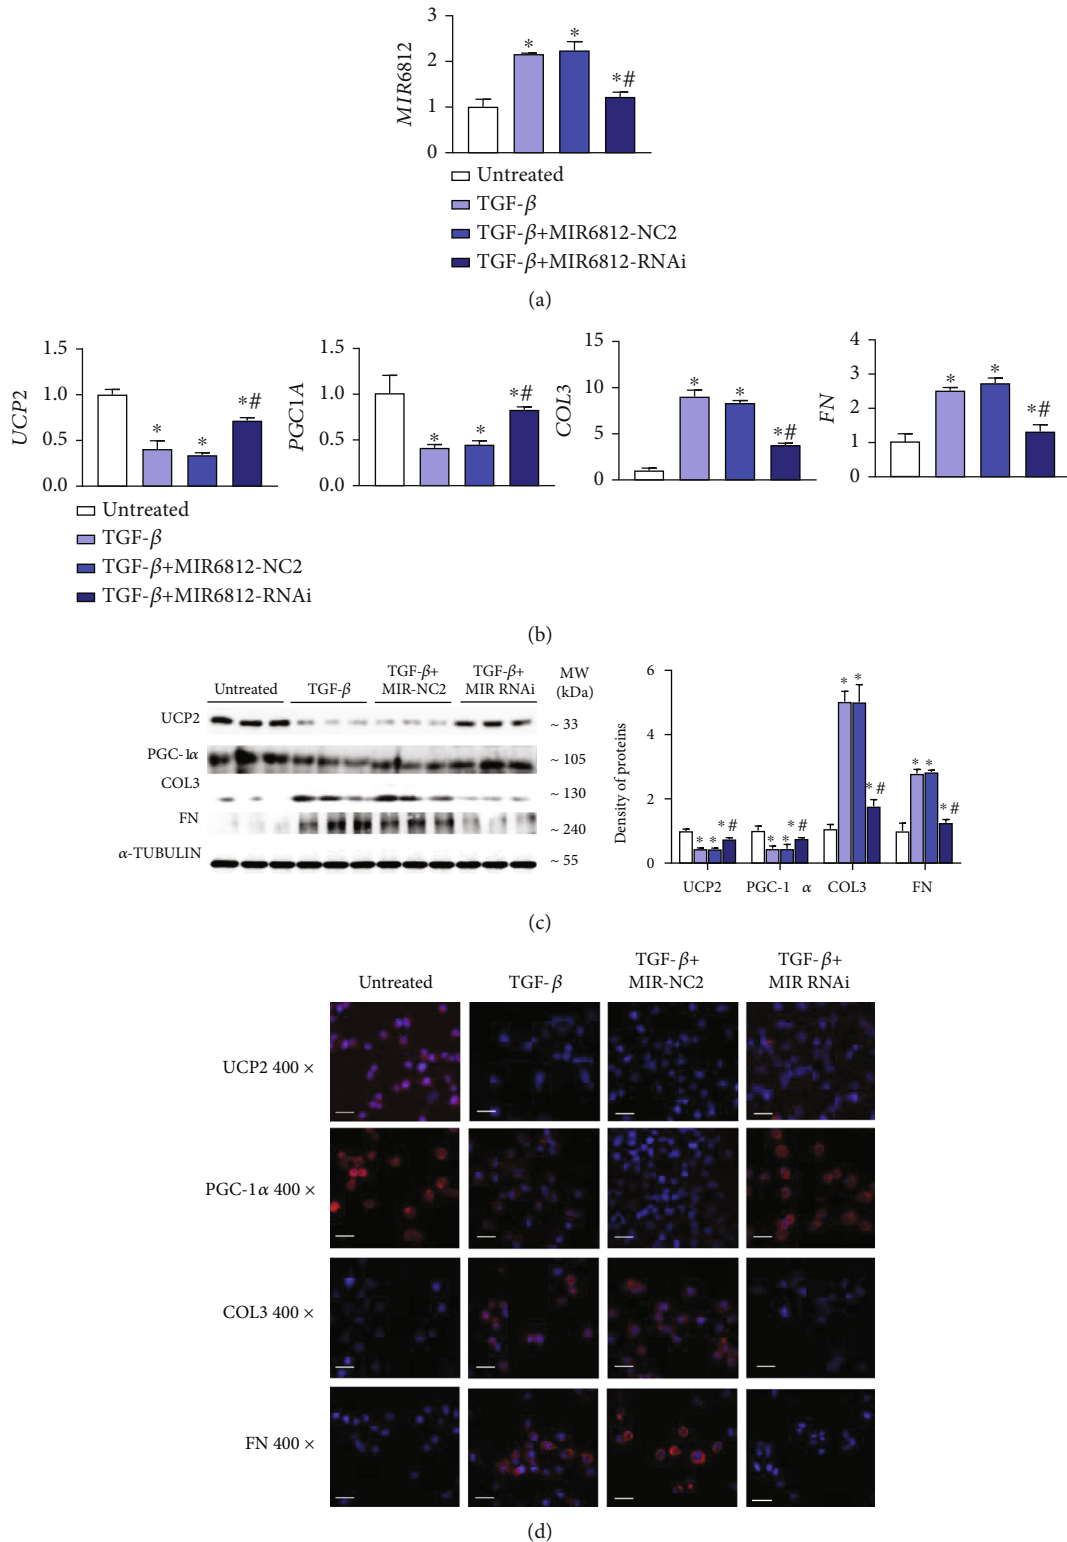 3
2
1
0
MIR6812
*
*
*#
Untreated
TGF-β
TGF-β+MIR6812-NC2
TGF-β+MIR6812-RNAi
(a)
1.5
1.0
0.5
0.0
UCP2
*
*
*#
1.5
1.0
0.5
0.0
PGC1A
*
*
*#
15
10
5
0
COL3
*
*
*#
4
3
2
1
0
FN
*
*
*#
Untreated
TGF-β
TGF-β+MIR6812-NC2
TGF-β+MIR6812-RNAi
(b)
Untreated
TGF-β
TGF-β+
MIR-NC2
TGF-β+
MIR RNAi
MW
(kDa)
UCP2
~ 33
PGC-1α
~ 105
COL3
~ 130
FN
~ 240
α-TUBULIN
~ 55
6
4
2
0
Density of proteins
* *
* #
* *
* #
* *
* #
* *
* #
UCP2
PGC-1 α
COL3
FN
(c)
Untreated
TGF-β
TGF-β+
MIR-NC2
TGF-β+
MIR RNAi
UCP2 400 ×
PGC-1α 400 ×
COL3 400 ×
FN 400 ×
(d)